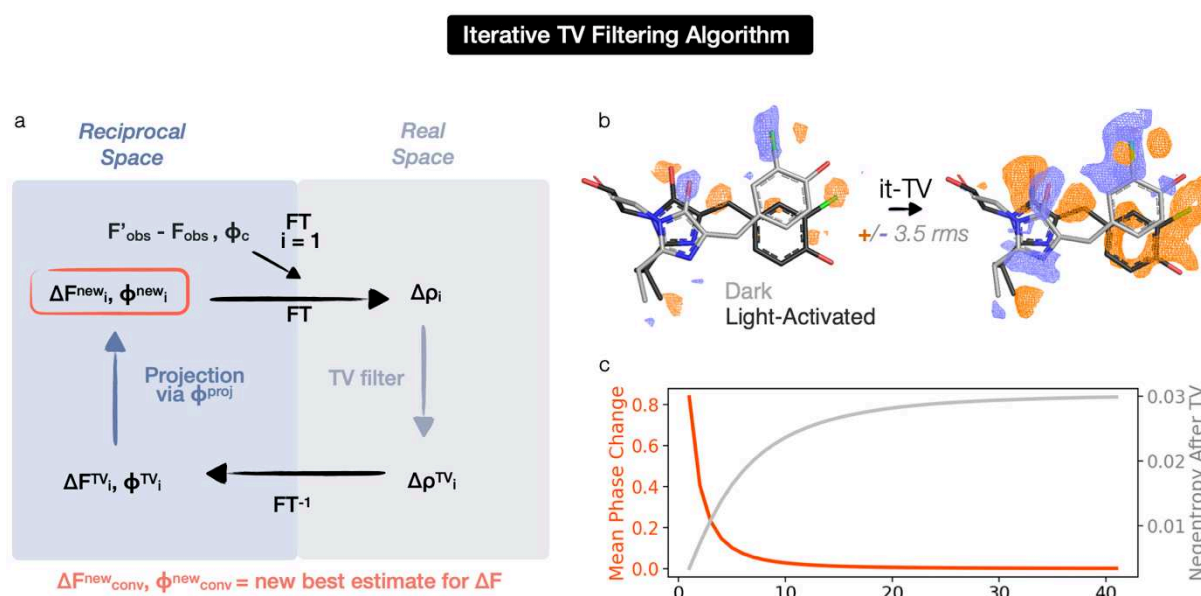 Iterative TV Filtering Algorithm
a
Reciprocal
Space
Real
Space
F'obs - Fobs , ϕc
FT
i = 1
ΔFⁿᵉʷi, ϕⁿᵉʷi
FT
Δρi
Projection
via ϕᵖʳᵒʲ
TV filter
ΔFᵀⱽi, ϕᵀⱽi
FT⁻¹
Δρᵀⱽi
ΔFⁿᵉʷconv, ϕⁿᵉʷconv = new best estimate for ΔF
b
it-TV
+/- 3.5 rms
Dark
Light-Activated
c
Mean Phase Change
0.8
0.6
0.4
0.2
0.0
0
10
20
30
40
0.03
0.02
0.01
Negentropy After TV